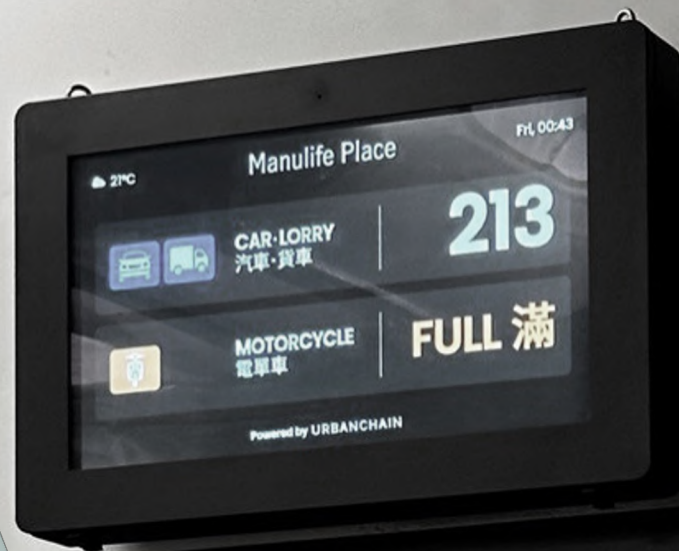 21°C
Fri, 00:43
Manulife Place
CAR·LORRY
汽車·貨車
213
MOTORCYCLE
電單車
FULL 滿
Powered by URBANCHAIN